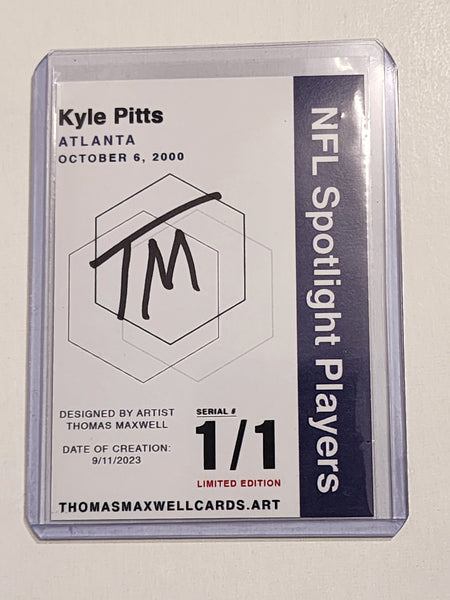 Kyle Pitts
ATLANTA
OCTOBER 6, 2000
TM
DESIGNED BY ARTIST
THOMAS MAXWELL
DATE OF CREATION:
9/11/2023
SERIAL #
1/1
LIMITED EDITION
THOMASMAXWELLCARDS.ART
NFL Spotlight Players